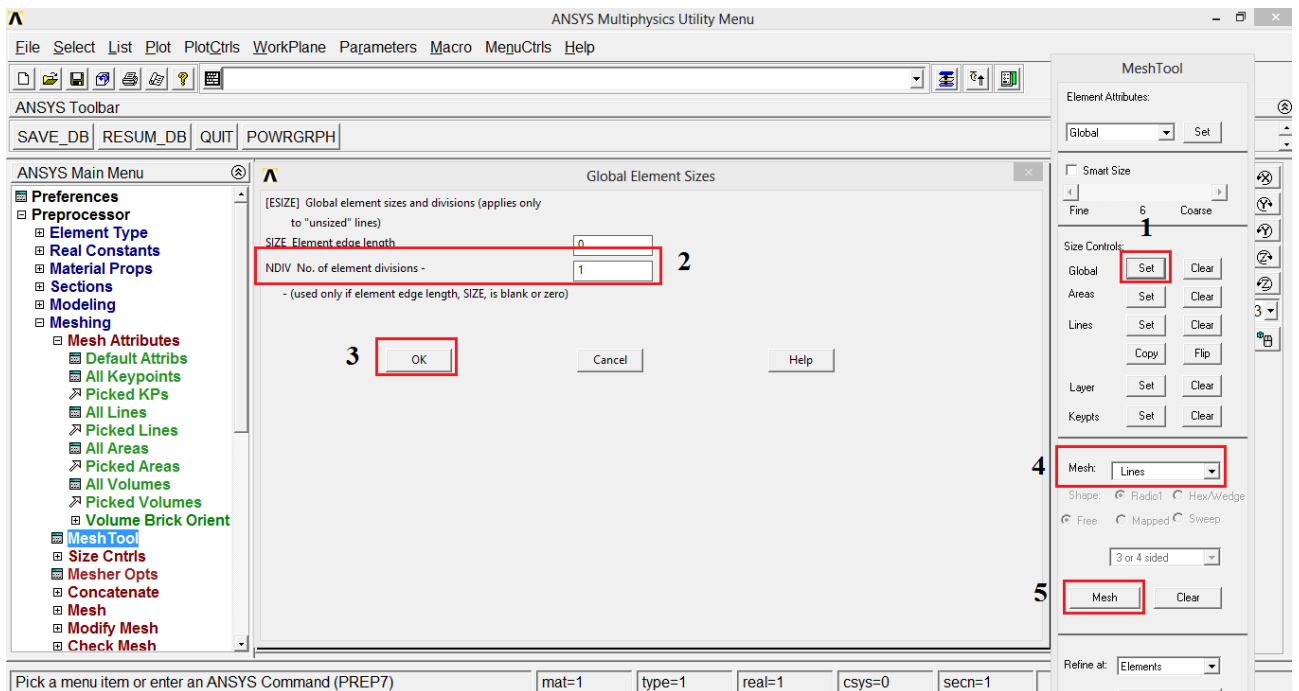 ANSYS Multiphysics Utility Menu
File Select List Plot PlotCtrls WorkPlane Parameters Macro MenuCtrls Help
ANSYS Toolbar
SAVE_DB RESUM_DB QUIT POWRGRPH
ANSYS Main Menu
Preferences
Preprocessor
Element Type
Real Constants
Material Props
Sections
Modeling
Meshing
Mesh Attributes
Default Attribs
All Keypoints
Picked KPs
All Lines
Picked Lines
All Areas
Picked Areas
All Volumes
Picked Volumes
Volume Brick Orient
MeshTool
Size Cntrls
Mesher Opts
Concatenate
Mesh
Modify Mesh
Check Mesh
Global Element Sizes
[ESIZE] Global element sizes and divisions (applies only
to "unsized" lines)
SIZE Element edge length 0
NDIV No. of element divisions - 1
2
- (used only if element edge length, SIZE, is blank or zero)
3
OK Cancel Help
MeshTool
Element Attributes:
Global Set
Smart Size
Fine 6 Coarse
1
Size Controls:
Global Set Clear
Areas Set Clear
Lines Set Clear
Copy Flip
Layer Set Clear
Keypts Set Clear
4
Mesh: Lines
Shape: Radio1 Hex/Wedge
Free Mapped Sweep
3 or 4 sided
5
Mesh Clear
Refine at: Elements
3
Pick a menu item or enter an ANSYS Command (PREP7) mat=1 type=1 real=1 csys=0 secn=1